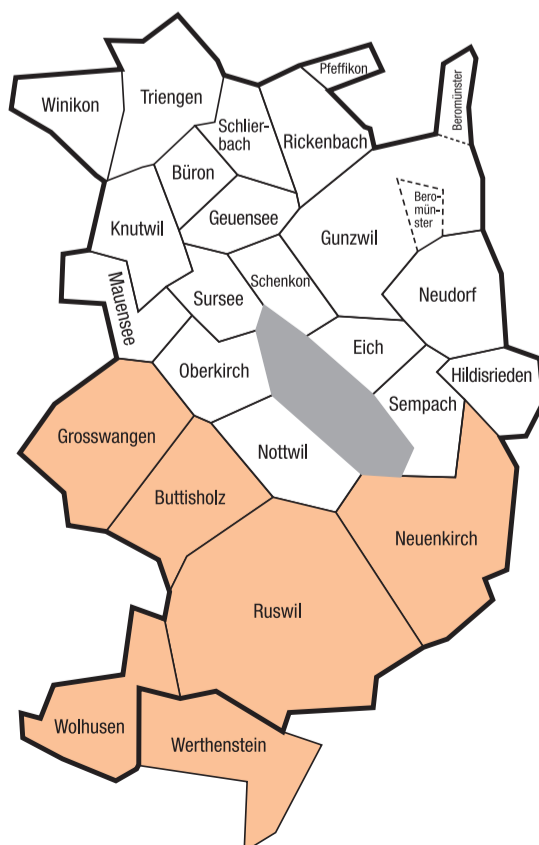 Pfeffikon
Winikon
Triengen
Beromünster
Schlier-
bach
Rickenbach
Büron
Bero-
mün-
ster
Knutwil
Geuensee
Gunzwil
Mauensee
Sursee
Schenkon
Neudorf
Eich
Oberkirch
Hildisrieden
Sempach
Grosswangen
Nottwil
Buttisholz
Neuenkirch
Ruswil
Wolhusen
Werthenstein